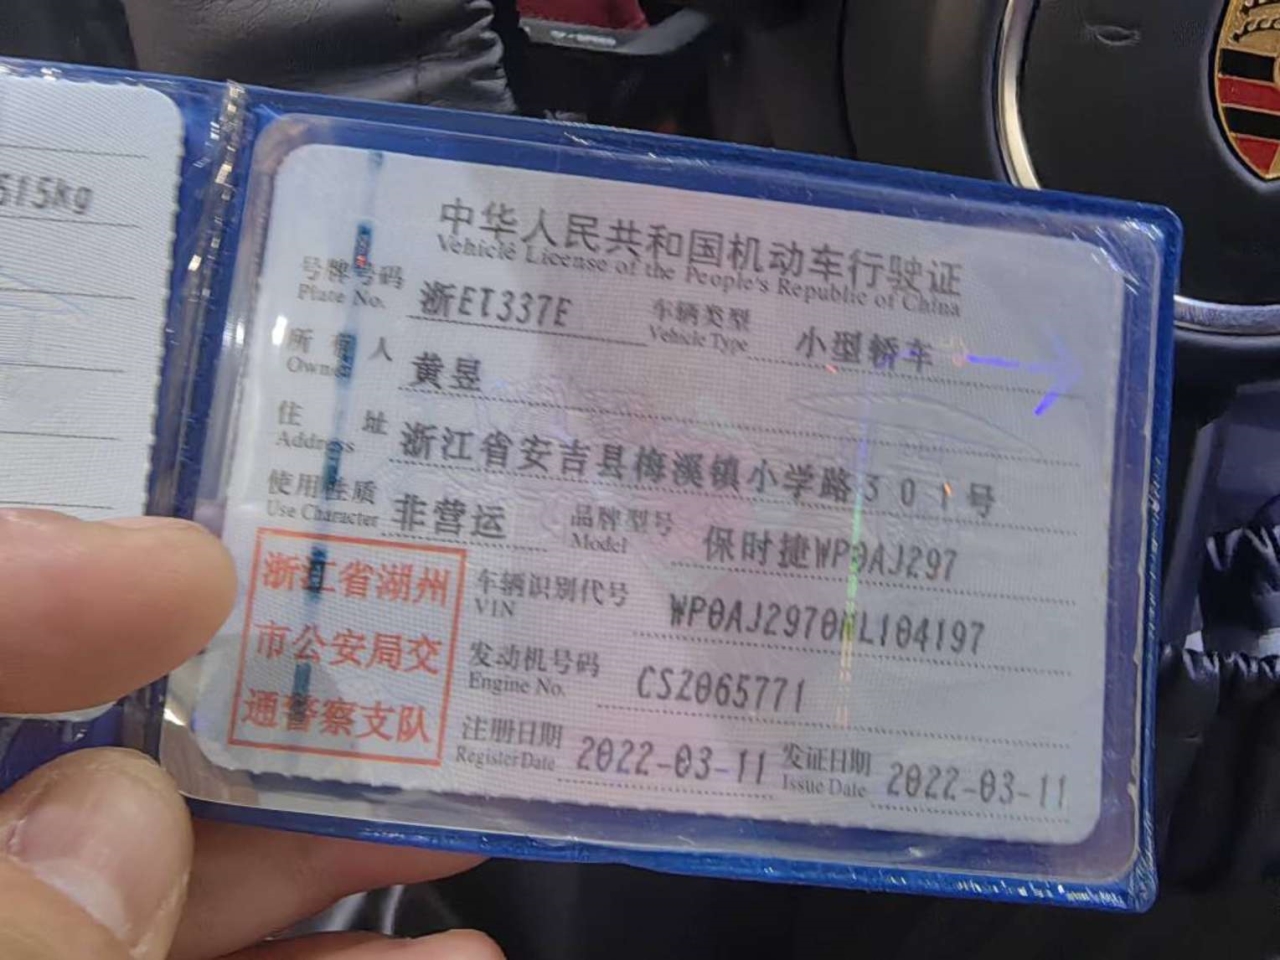 515kg
中华人民共和国机动车行驶证
Vehicle License of the People's Republic of China
号牌号码 浙ET337E 车辆类型 小型轿车
Plate No. Vehicle Type
所有人 黄昱
Owner
住址 浙江省安吉县梅溪镇小学路301号
Address
使用性质 非营运 品牌型号 保时捷WP0AJ297
Use Character Model
浙江省湖州
市公安局交
通警察支队
车辆识别代号 WP0AJ2970NL104197
VIN
发动机号码 CSZ065771
Engine No.
注册日期 2022-03-11 发证日期 2022-03-11
Register Date Issue Date